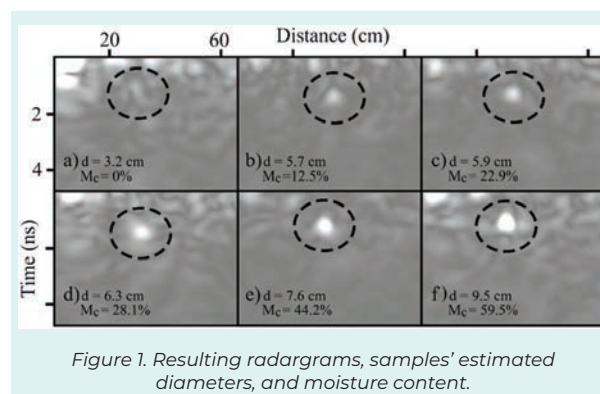 Distance (cm)
20
60
2
4
Time (ns)
a) d = 3.2 cm
Mc = 0%
b) d = 5.7 cm
Mc = 12.5%
c) d = 5.9 cm
Mc = 22.9%
d) d = 6.3 cm
Mc = 28.1%
e) d = 7.6 cm
Mc = 44.2%
f) d = 9.5 cm
Mc = 59.5%
Figure 1. Resulting radargrams, samples’ estimated
diameters, and moisture content.